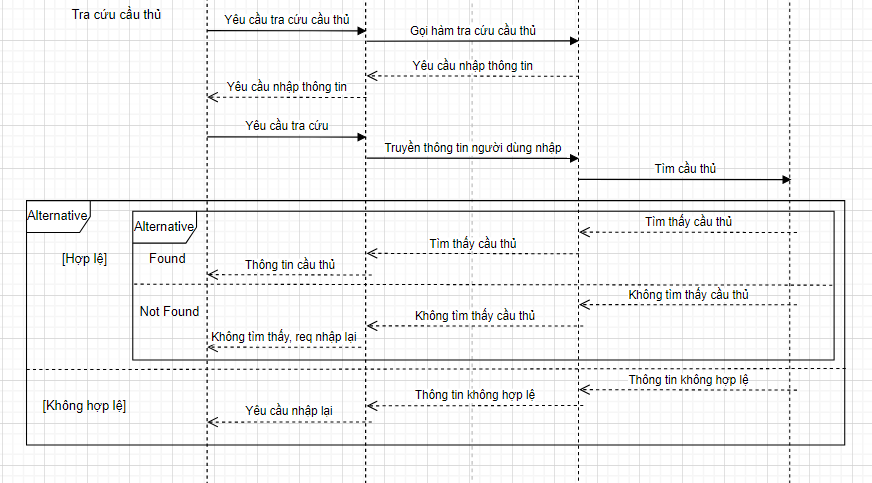 Tra cứu cầu thủ
Yêu cầu tra cứu cầu thủ
Gọi hàm tra cứu cầu thủ
Yêu cầu nhập thông tin
Yêu cầu nhập thông tin
Yêu cầu tra cứu
Truyền thông tin người dùng nhập
Tìm cầu thủ
Alternative
Alternative
Tìm thấy cầu thủ
Tìm thấy cầu thủ
[Hợp lệ]
Found
Thông tin cầu thủ
Không tìm thấy cầu thủ
Not Found
Không tìm thấy cầu thủ
Không tìm thấy, req nhập lại
Thông tin không hợp lệ
Thông tin không hợp lệ
[Không hợp lệ]
Yêu cầu nhập lại